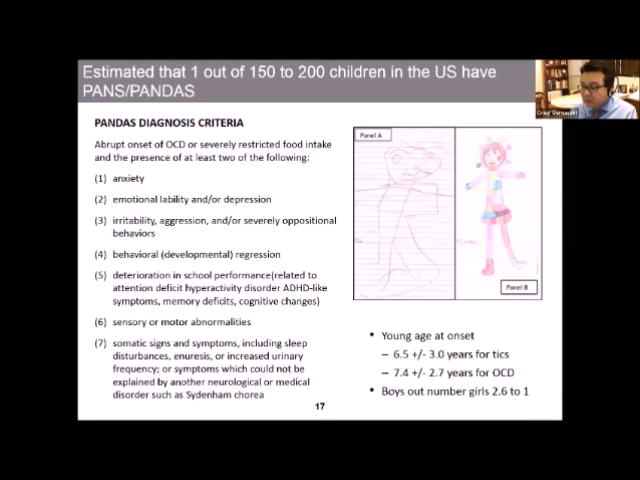 Estimated that 1 out of 150 to 200 children in the US have
PANS/PANDAS
PANDAS DIAGNOSIS CRITERIA
Abrupt onset of OCD or severely restricted food intake
and the presence of at least two of the following:
(1) anxiety
(2) emotional lability and/or depression
(3) irritability, aggression, and/or severely oppositional
behaviors
(4) behavioral (developmental) regression
(5) deterioration in school performance(related to
attention deficit hyperactivity disorder ADHD-like
symptoms, memory deficits, cognitive changes)
(6) sensory or motor abnormalities
(7) somatic signs and symptoms, including sleep
disturbances, enuresis, or increased urinary
frequency; or symptoms which could not be
explained by another neurological or medical
disorder such as Sydenham chorea
Panel A
Panel B
• Young age at onset
– 6.5 +/- 3.0 years for tics
– 7.4 +/- 2.7 years for OCD
• Boys out number girls 2.6 to 1
17
Craig Shimasaki